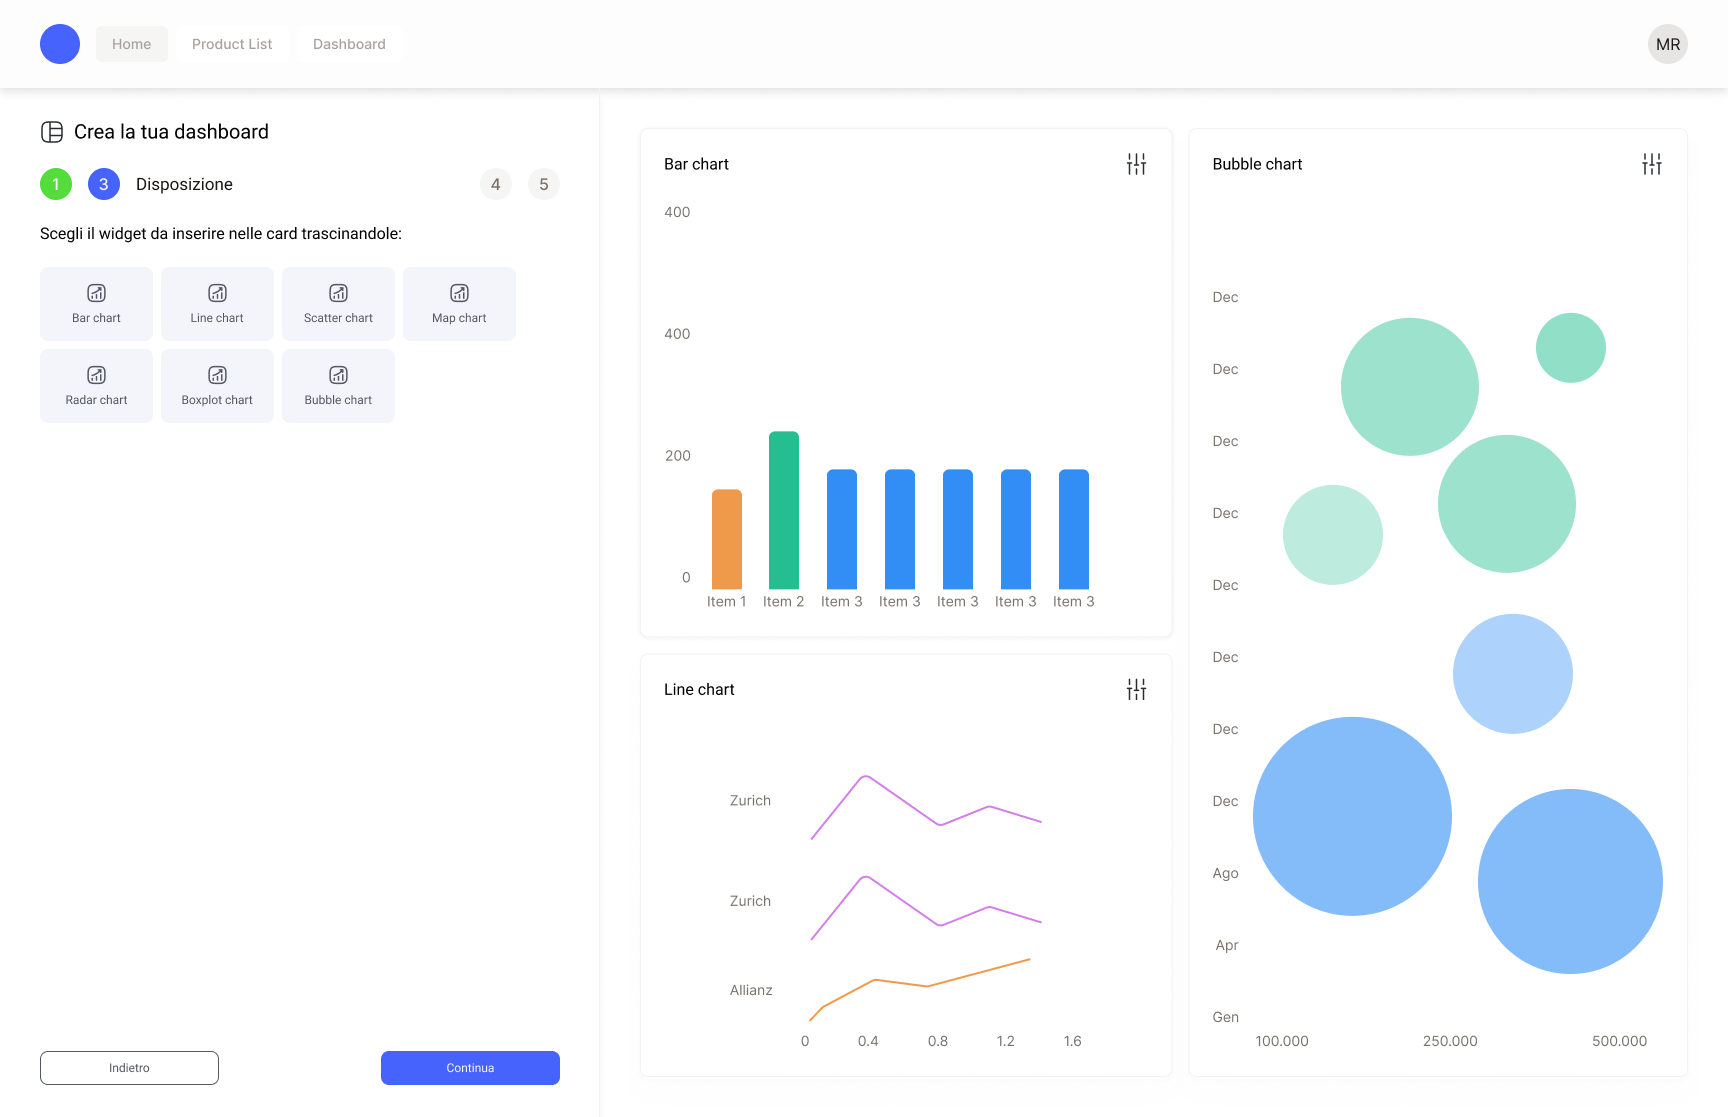 Home
Product List
Dashboard
MR
Crea la tua dashboard
1
3
Disposizione
4
5
Scegli il widget da inserire nelle card trascinandole:
Bar chart
Line chart
Scatter chart
Map chart
Radar chart
Boxplot chart
Bubble chart
Indietro
Continua
Bar chart
400
400
200
0
Item 1
Item 2
Item 3
Item 3
Item 3
Item 3
Item 3
Line chart
Zurich
Zurich
Allianz
0
0.4
0.8
1.2
1.6
Bubble chart
Dec
Dec
Dec
Dec
Dec
Dec
Dec
Dec
Ago
Apr
Gen
100.000
250.000
500.000